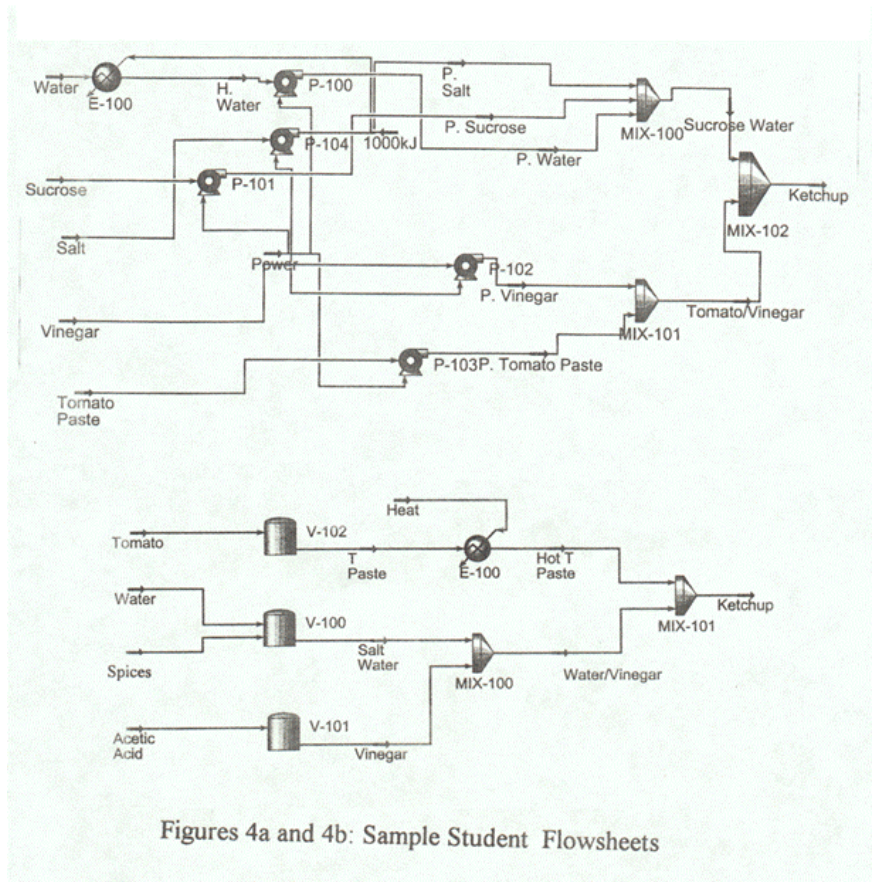 P.
Salt
Water
E-100
H.
Water
P-100
P. Sucrose
MIX-100
Sucrose Water
P-104
1000kJ
P. Water
Sucrose
P-101
Ketchup
MIX-102
Salt
Power
P-102
P. Vinegar
Tomato/Vinegar
Vinegar
MIX-101
P-103
P. Tomato Paste
Tomato
Paste
Heat
V-102
Tomato
T
Paste
E-100
Hot T
Paste
Water
Ketchup
V-100
MIX-101
Salt
Water
Spices
MIX-100
Water/Vinegar
V-101
Acetic
Acid
Vinegar
Figures 4a and 4b: Sample Student Flowsheets